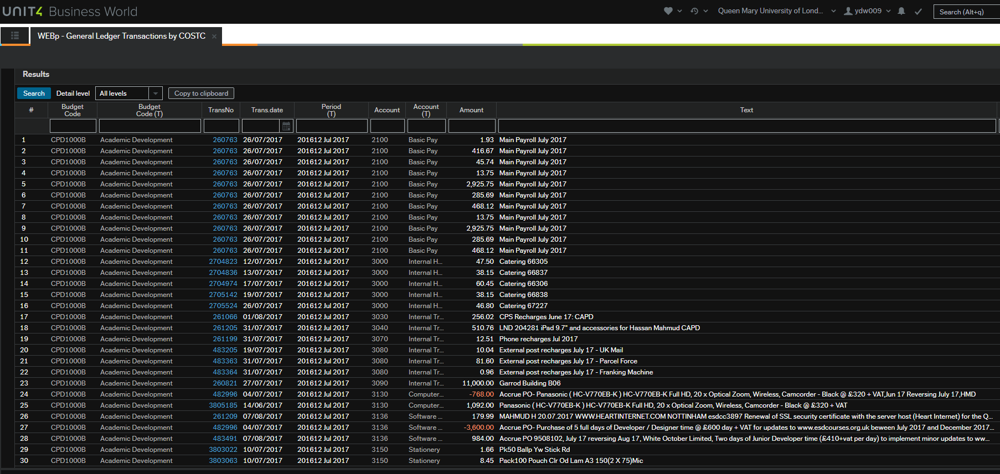 UNIT4 Business World Queen Mary University of Lond... ydw009 Search (Alt+q)
WEBp - General Ledger Transactions by COSTC ×
Results
Search Detail level All levels Copy to clipboard
# Budget Code Budget Code (T) TransNo Trans.date Period (T) Account Account (T) Amount Text
1 CPD1000B Academic Development 260763 26/07/2017 201612 Jul 2017 2100 Basic Pay 1.93 Main Payroll July 2017
2 CPD1000B Academic Development 260763 26/07/2017 201612 Jul 2017 2100 Basic Pay 416.67 Main Payroll July 2017
3 CPD1000B Academic Development 260763 26/07/2017 201612 Jul 2017 2100 Basic Pay 45.74 Main Payroll July 2017
4 CPD1000B Academic Development 260763 26/07/2017 201612 Jul 2017 2100 Basic Pay 13.75 Main Payroll July 2017
5 CPD1000B Academic Development 260763 26/07/2017 201612 Jul 2017 2100 Basic Pay 2,925.75 Main Payroll July 2017
6 CPD1000B Academic Development 260763 26/07/2017 201612 Jul 2017 2100 Basic Pay 285.69 Main Payroll July 2017
7 CPD1000B Academic Development 260763 26/07/2017 201612 Jul 2017 2100 Basic Pay 468.12 Main Payroll July 2017
8 CPD1000B Academic Development 260763 26/07/2017 201612 Jul 2017 2100 Basic Pay 13.75 Main Payroll July 2017
9 CPD1000B Academic Development 260763 26/07/2017 201612 Jul 2017 2100 Basic Pay 2,925.75 Main Payroll July 2017
10 CPD1000B Academic Development 260763 26/07/2017 201612 Jul 2017 2100 Basic Pay 285.69 Main Payroll July 2017
11 CPD1000B Academic Development 260763 26/07/2017 201612 Jul 2017 2100 Basic Pay 468.12 Main Payroll July 2017
12 CPD1000B Academic Development 2704823 12/07/2017 201612 Jul 2017 3000 Internal H... 47.50 Catering 66305
13 CPD1000B Academic Development 2704836 13/07/2017 201612 Jul 2017 3000 Internal H... 38.15 Catering 66837
14 CPD1000B Academic Development 2704974 17/07/2017 201612 Jul 2017 3000 Internal H... 60.45 Catering 66306
15 CPD1000B Academic Development 2705142 19/07/2017 201612 Jul 2017 3000 Internal H... 38.15 Catering 66838
16 CPD1000B Academic Development 2705524 26/07/2017 201612 Jul 2017 3000 Internal H... 46.80 Catering 67227
17 CPD1000B Academic Development 261066 01/08/2017 201612 Jul 2017 3030 Internal Tr... 256.02 CPS Recharges June 17: CAPD
18 CPD1000B Academic Development 261205 31/07/2017 201612 Jul 2017 3040 Internal Tr... 510.76 LND 204281 iPad 9.7" and accessories for Hassan Mahmud CAPD
19 CPD1000B Academic Development 261199 31/07/2017 201612 Jul 2017 3070 Internal Tr... 12.51 Phone recharges Jul 2017
20 CPD1000B Academic Development 483205 19/07/2017 201612 Jul 2017 3080 Internal Tr... 10.04 External post recharges July 17 - UK Mail
21 CPD1000B Academic Development 483363 31/07/2017 201612 Jul 2017 3080 Internal Tr... 81.60 External post recharges July 17 - Parcel Force
22 CPD1000B Academic Development 483364 31/07/2017 201612 Jul 2017 3080 Internal Tr... 0.96 External post recharges July 17 - Franking Machine
23 CPD1000B Academic Development 260821 27/07/2017 201612 Jul 2017 3090 Internal Tr... 11,000.00 Garrod Building B06
24 CPD1000B Academic Development 482996 04/07/2017 201612 Jul 2017 3130 Computer... -768.00 Accrue PO- Panasonic ( HC-V770EB-K ) HC-V770EB-K Full HD, 20 x Optical Zoom, Wireless, Camcorder - Black @ £320 + VAT,Jun 17 Reversing July 17,HMD
25 CPD1000B Academic Development 3805185 14/06/2017 201612 Jul 2017 3130 Computer... 1,092.00 Panasonic ( HC-V770EB-K ) HC-V770EB-K Full HD, 20 x Optical Zoom, Wireless, Camcorder - Black @ £320 + VAT
26 CPD1000B Academic Development 261209 07/08/2017 201612 Jul 2017 3136 Software ... 179.99 MAHMUD H 20.07.2017 WWW.HEARTINTERNET.COM NOTTINHAM esdcc3897 Renewal of SSL security certificate with the server host (Heart Internet) for the Q...
27 CPD1000B Academic Development 482996 04/07/2017 201612 Jul 2017 3136 Software ... -3,600.00 Accrue PO- Purchase of 5 full days of Developer / Designer time @ £600 day + VAT for updates to www.esdcourses.org.uk beween July 2017 and December 2017...
28 CPD1000B Academic Development 483491 07/08/2017 201612 Jul 2017 3136 Software ... 984.00 Accrue PO 9508102, July 17 reversing Aug 17, White October Limited, Two days of Junior Developer time (£410+vat per day) to implement minor updates to ww...
29 CPD1000B Academic Development 3803022 10/07/2017 201612 Jul 2017 3150 Stationery 1.66 Pk50 Ballp Yw Stick Rd
30 CPD1000B Academic Development 3803063 10/07/2017 201612 Jul 2017 3150 Stationery 8.45 Pack100 Pouch Clr Od Lam A3 150(2 X 75)Mic